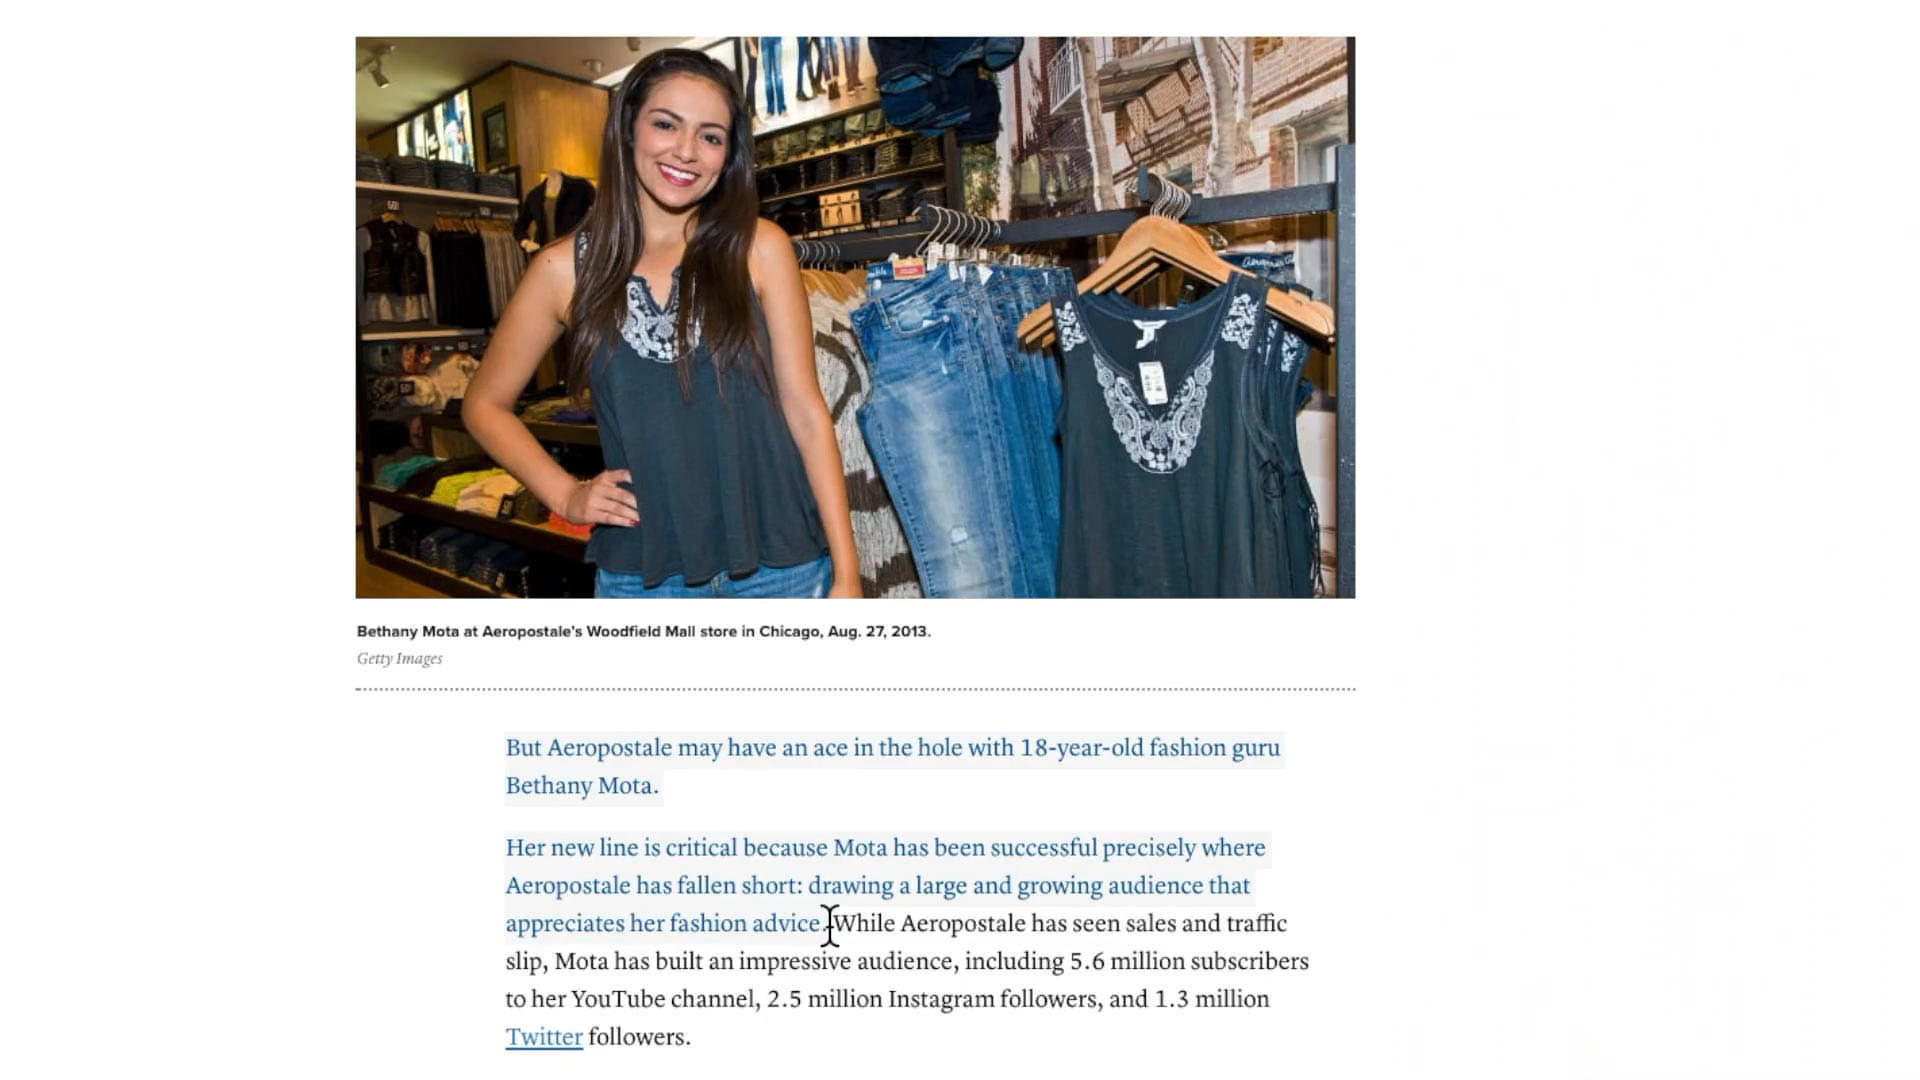 Bethany Mota at Aeropostale's Woodfield Mall store in Chicago, Aug. 27, 2013.
Getty Images
But Aeropostale may have an ace in the hole with 18-year-old fashion guru
Bethany Mota.
Her new line is critical because Mota has been successful precisely where
Aeropostale has fallen short: drawing a large and growing audience that
appreciates her fashion advice. While Aeropostale has seen sales and traffic
slip, Mota has built an impressive audience, including 5.6 million subscribers
to her YouTube channel, 2.5 million Instagram followers, and 1.3 million
Twitter followers.